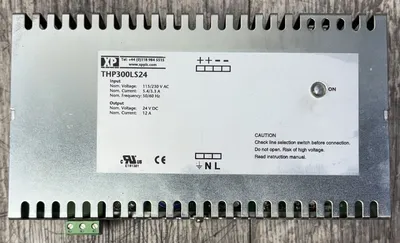 XP
Tel. +44 (0)118 984 5515
www.xpplc.com
THP300LS24
Input
Nom. Voltage: 115/230 V AC
Nom. Current: 5.4/3.3 A
Nom. Frequency: 50/60 Hz
Output
Nom. Voltage: 24 V DC
Nom. Current: 12 A
++--
ON
CAUTION
Check line selection switch before connection.
Do not open. Risk of high voltage.
Read instruction manual.
c UL us
N L